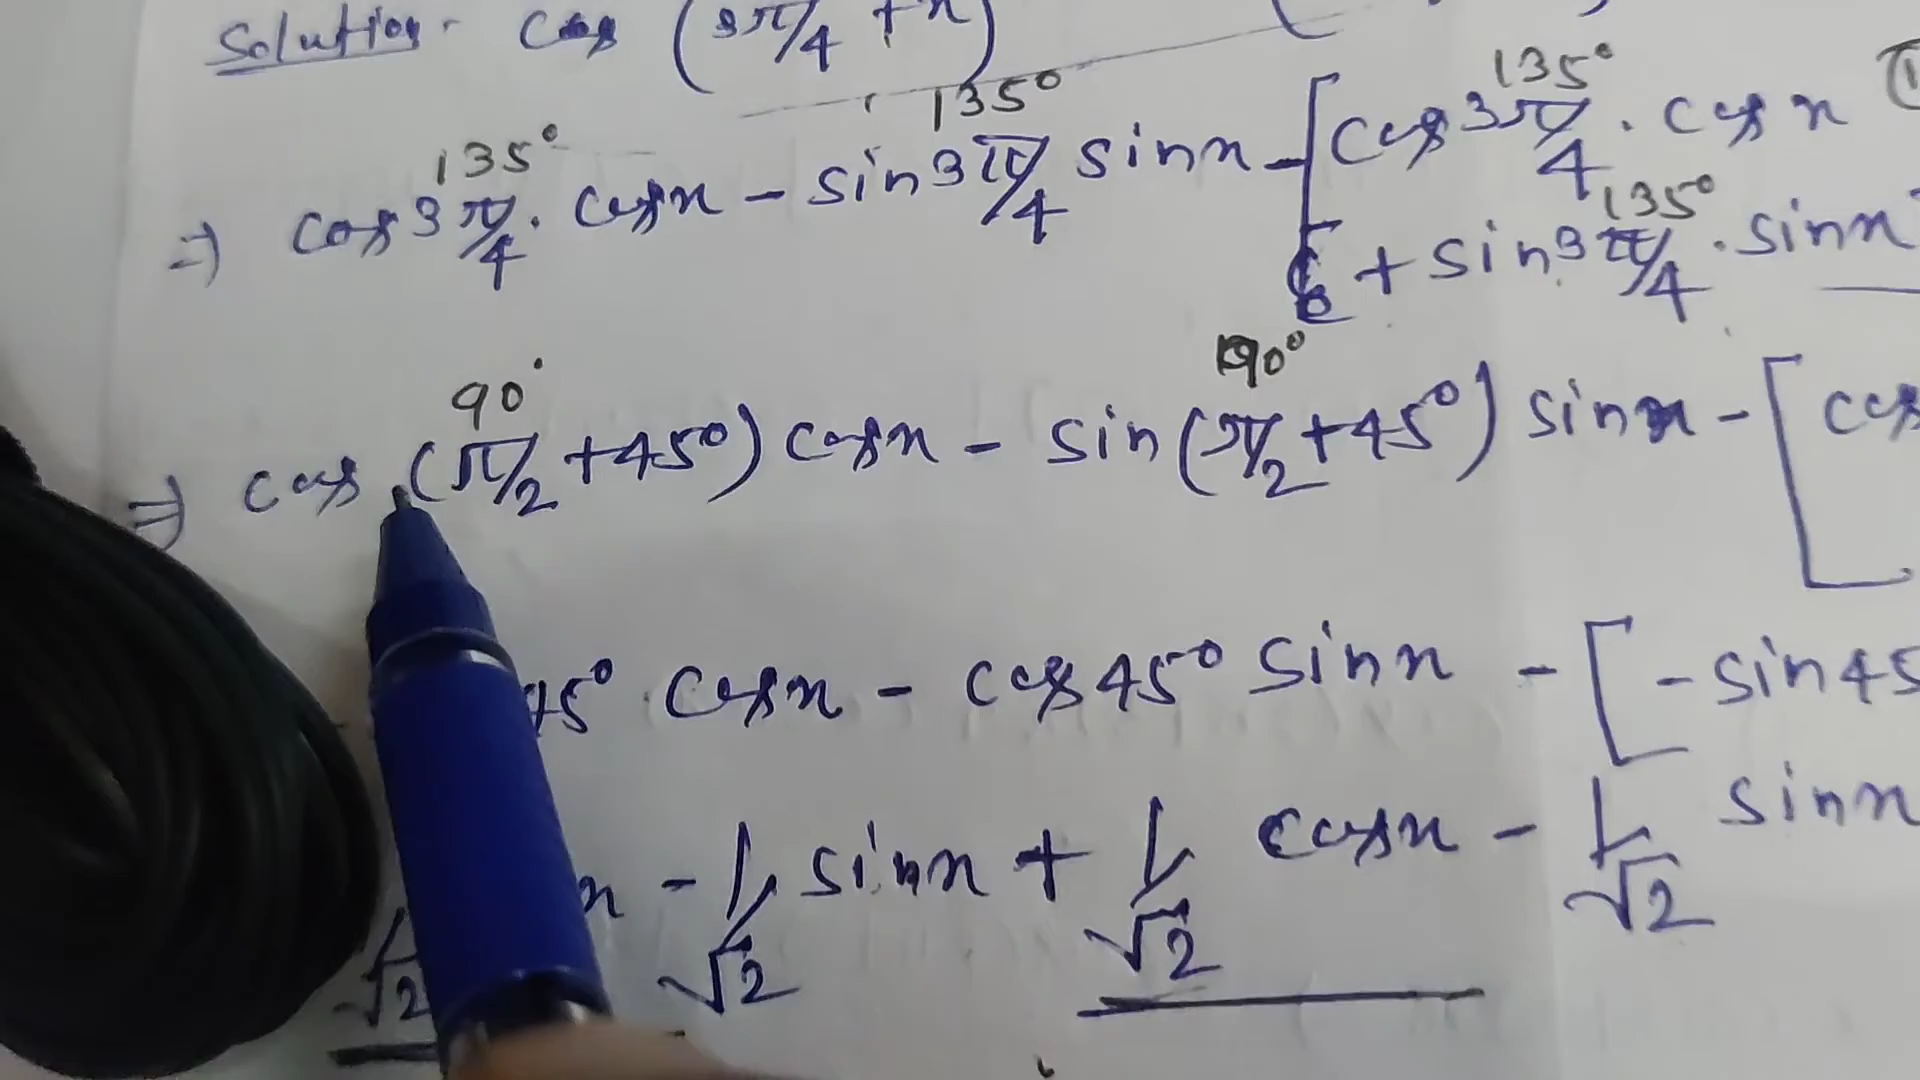 Solution - cos (3π/4 + x)
135° 135° 135°
⇒ cos 3π/4 . cos x - sin 3π/4 sin x - [cos 3π/4 . cos x
135°
+ sin 3π/4 . sin x
90° 90°
⇒ cos (π/2 + 45°) cos x - sin (π/2 + 45°) sin x - [cos
45° cos x - cos 45° sin x - [- sin 45
x - 1/√2 sin x + 1/√2 cos x - 1/√2 sin x